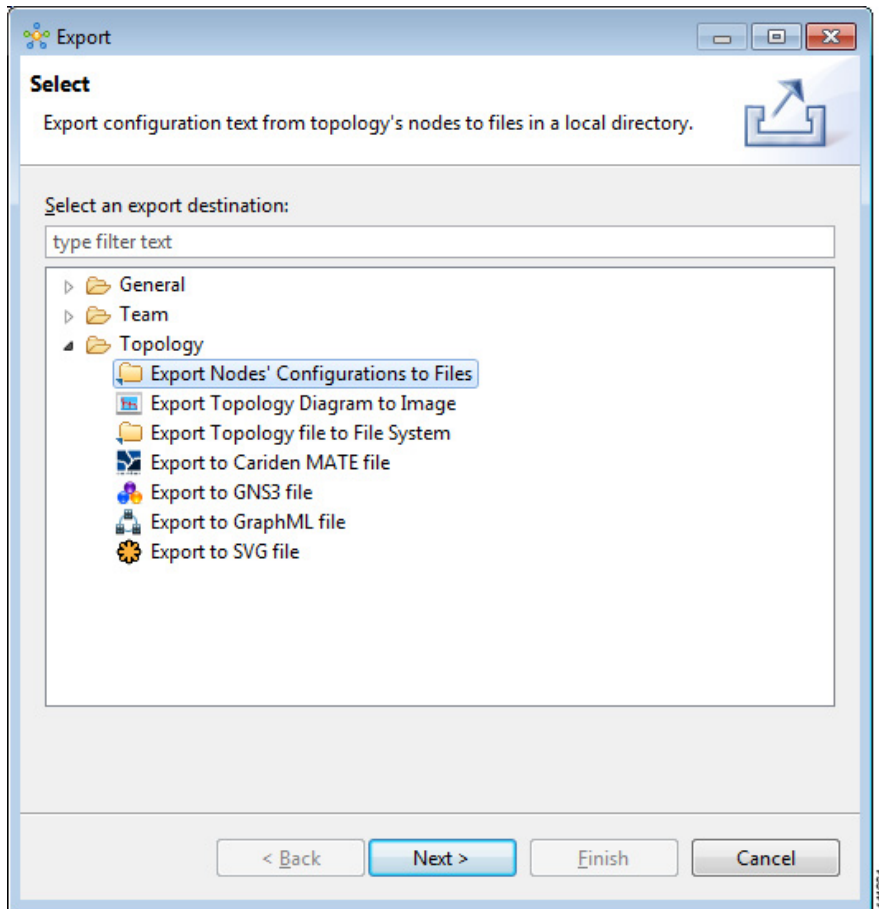 Export
Select
Export configuration text from topology's nodes to files in a local directory.
Select an export destination:
type filter text
General
Team
Topology
Export Nodes' Configurations to Files
Export Topology Diagram to Image
Export Topology file to File System
Export to Cariden MATE file
Export to GNS3 file
Export to GraphML file
Export to SVG file
< Back
Next >
Finish
Cancel